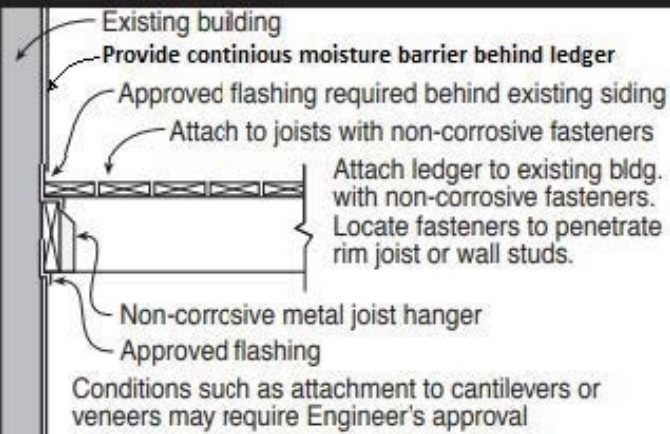 Existing building
Provide continious moisture barrier behind ledger
Approved flashing required behind existing siding
Attach to joists with non-corrosive fasteners
Attach ledger to existing bldg.
with non-corrosive fasteners.
Locate fasteners to penetrate
rim joist or wall studs.
Non-corrosive metal joist hanger
Approved flashing
Conditions such as attachment to cantilevers or
veneers may require Engineer's approval